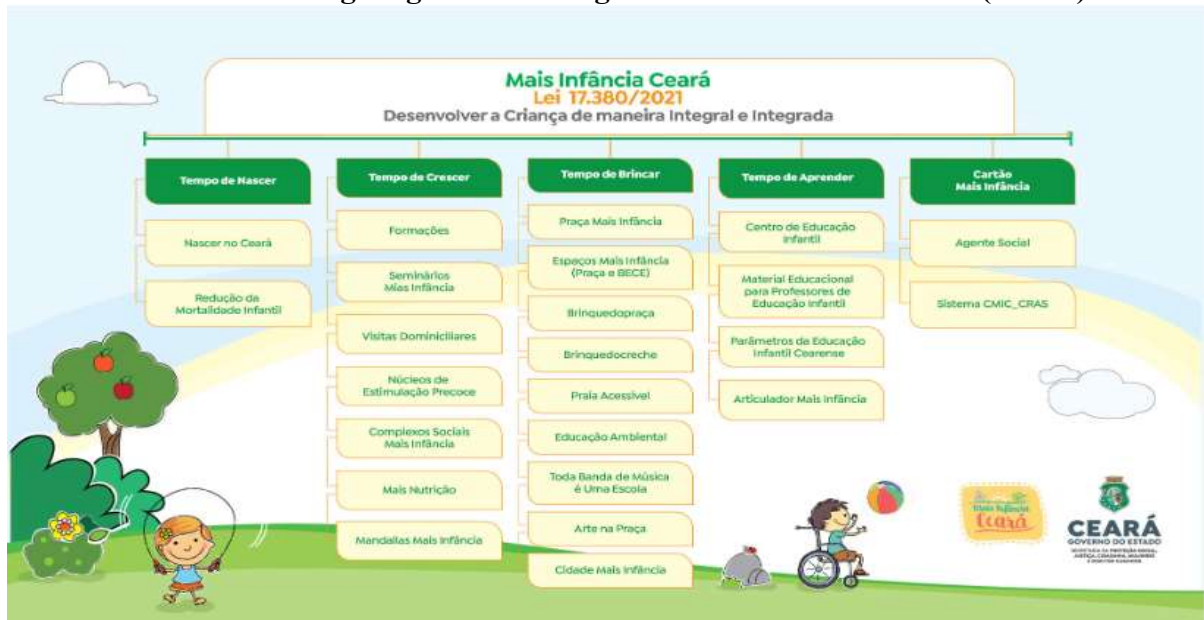 Mais Infância Ceará
Lei 17.380/2021
Desenvolver a Criança de maneira Integral e Integrada
Tempo de Nascer
Nascer no Ceará
Redução da
Mortalidade Infantil
Tempo de Crescer
Formações
Seminários
Mias Infância
Visitas Dominiciliares
Núcleos de
Estimulação Precoce
Complexos Sociais
Mais Infância
Mais Nutrição
Mandallas Mais Infância
Tempo de Brincar
Praça Mais Infância
Espaços Mais Infância
(Praça e BECE)
Brinquedopraça
Brinquedocreche
Praia Acessível
Educação Ambiental
Toda Banda de Música
é Uma Escola
Arte na Praça
Cidade Mais Infância
Tempo de Aprender
Centro de Educação
Infantil
Material Educacional
para Professores de
Educação Infantil
Parâmetros da Educação
Infantil Cearense
Articulador Mais Infância
Cartão
Mais Infância
Agente Social
Sistema CMIC_CRAS
Mais Infância
Ceará
CEARÁ
GOVERNO DO ESTADO